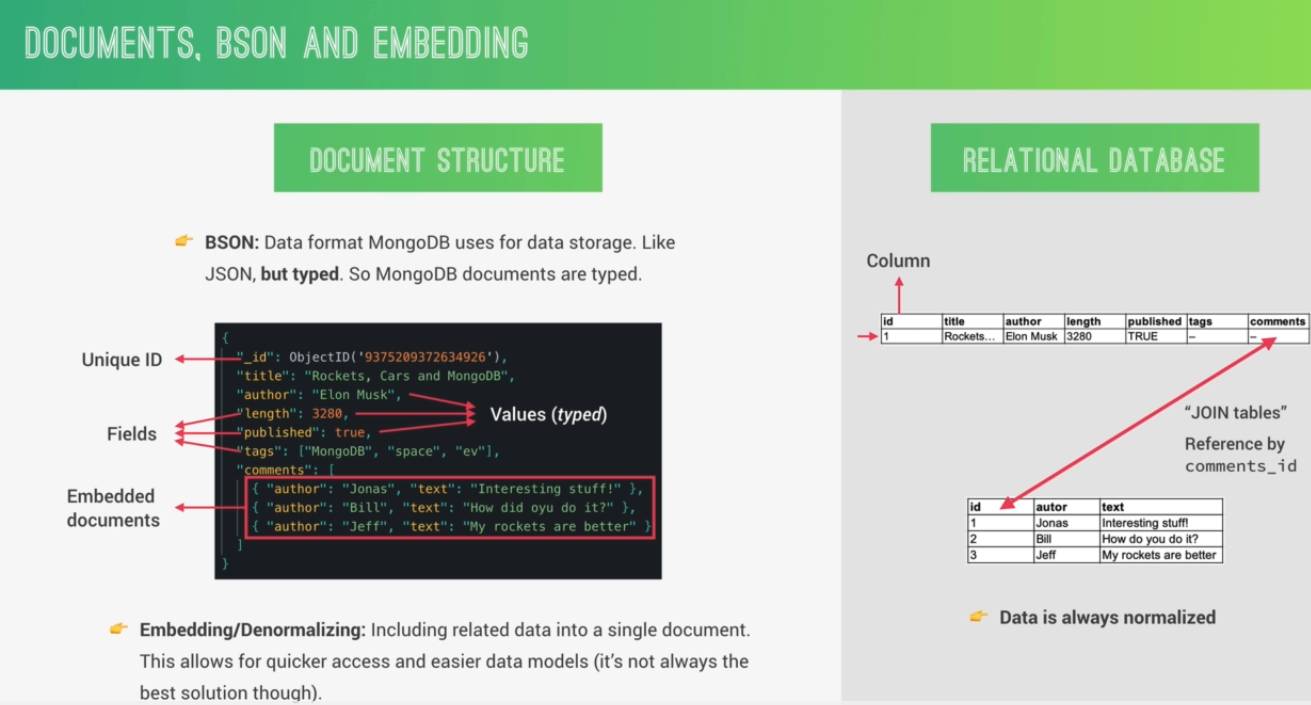 DOCUMENTS, BSON AND EMBEDDING
DOCUMENT STRUCTURE
👉 BSON: Data format MongoDB uses for data storage. Like
JSON, but typed. So MongoDB documents are typed.
Unique ID
Fields
Embedded
documents
{
"_id": ObjectID('9375209372634926'),
"title": "Rockets, Cars and MongoDB",
"author": "Elon Musk",
"length": 3280,
"published": true,
"tags": ["MongoDB", "space", "ev"],
"comments": [
{ "author": "Jonas", "text": "Interesting stuff!" },
{ "author": "Bill", "text": "How did oyu do it?" },
{ "author": "Jeff", "text": "My rockets are better" }
]
}
Values (typed)
👉 Embedding/Denormalizing: Including related data into a single document.
This allows for quicker access and easier data models (it's not always the
best solution though).
RELATIONAL DATABASE
Column
id title author length published tags comments
1 Rockets... Elon Musk 3280 TRUE – –
“JOIN tables”
Reference by
comments_id
id autor text
1 Jonas Interesting stuff!
2 Bill How do you do it?
3 Jeff My rockets are better
👉 Data is always normalized